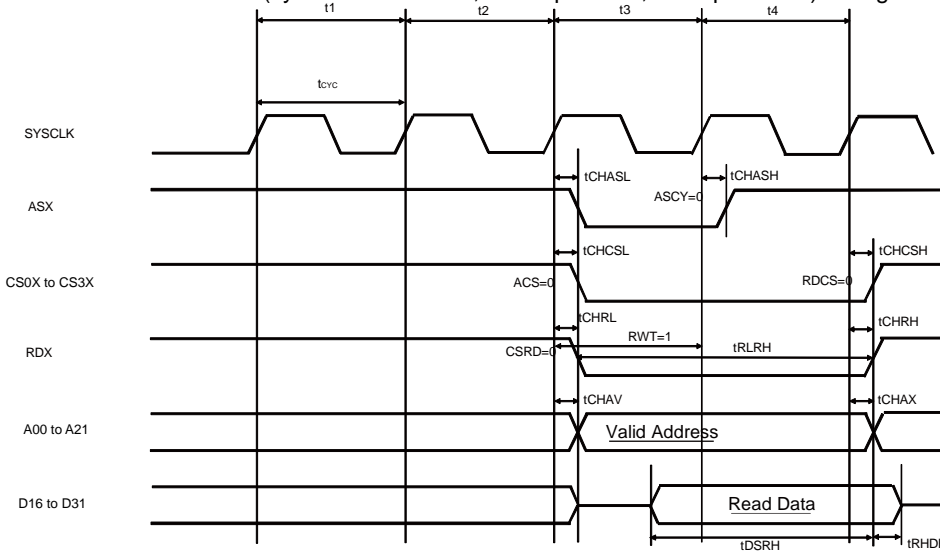 t1 t2 t3 t4
tCYC
SYSCLK
tCHASL tCHASH
ASX ASCY=0
tCHCSL tCHCSH
CS0X to CS3X ACS=0 RDCS=0
tCHRL tCHRH
RWT=1
RDX CSRD=0 tRLRH
tCHAV tCHAX
A00 to A21 Valid Address
D16 to D31 Read Data
tDSRH